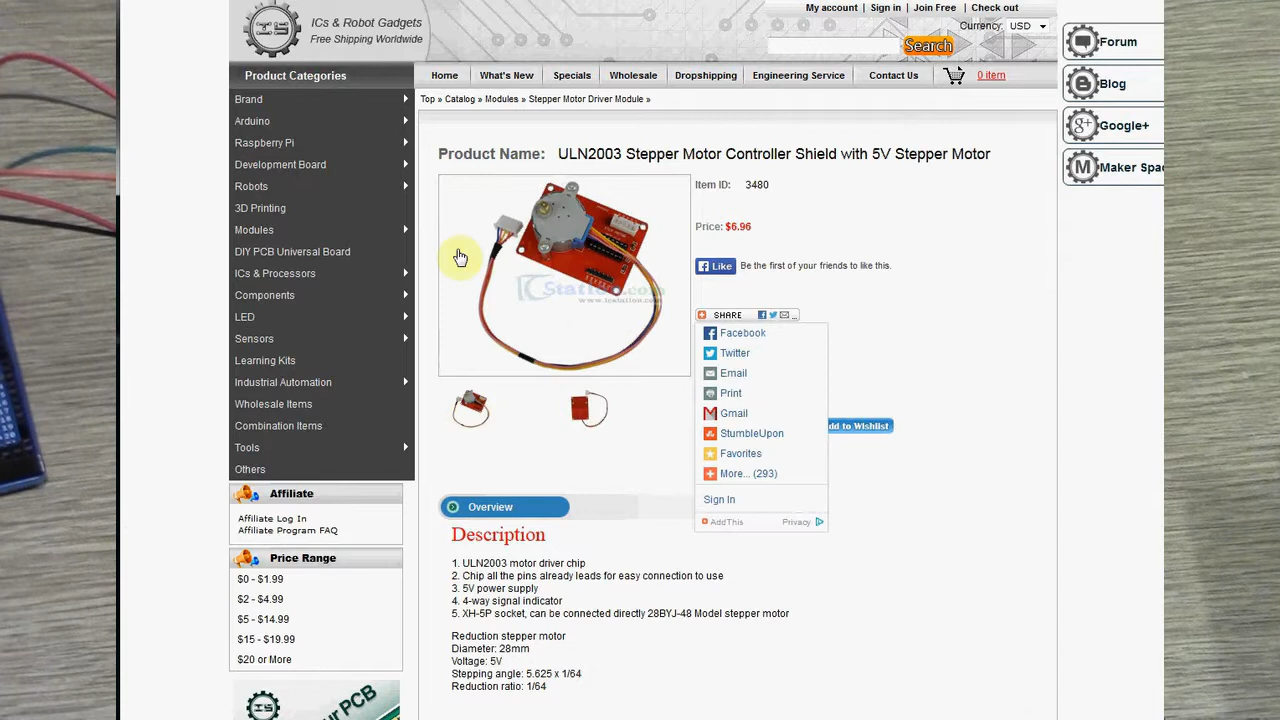 ICs & Robot Gadgets
Free Shipping Worldwide
My account | Sign in | Join Free | Check out
Currency: USD
Search
Forum
Blog
Google+
Maker Spac
Product Categories
Home
What's New
Specials
Wholesale
Dropshipping
Engineering Service
Contact Us
0 item
Top » Catalog » Modules » Stepper Motor Driver Module »
Brand
Arduino
Raspberry Pi
Development Board
Robots
3D Printing
Modules
DIY PCB Universal Board
ICs & Processors
Components
LED
Sensors
Learning Kits
Industrial Automation
Wholesale Items
Combination Items
Tools
Others
Product Name: ULN2003 Stepper Motor Controller Shield with 5V Stepper Motor
Item ID: 3480
Price: $6.96
Like Be the first of your friends to like this.
ICStation.com
www.icstation.com
SHARE ...
Facebook
Twitter
Email
Print
Gmail
StumbleUpon
Favorites
More... (293)
Sign In
AddThis Privacy
dd to Wishlist
Affiliate
Affiliate Log In
Affiliate Program FAQ
Price Range
$0 - $1.99
$2 - $4.99
$5 - $14.99
$15 - $19.99
$20 or More
ur PCB
Overview
Description
1. ULN2003 motor driver chip
2. Chip all the pins already leads for easy connection to use
3. 5V power supply
4. 4-way signal indicator
5. XH-5P socket, can be connected directly 28BYJ-48 Model stepper motor
Reduction stepper motor
Diameter: 28mm
Voltage: 5V
Stepping angle: 5.625 x 1/64
Reduction ratio: 1/64